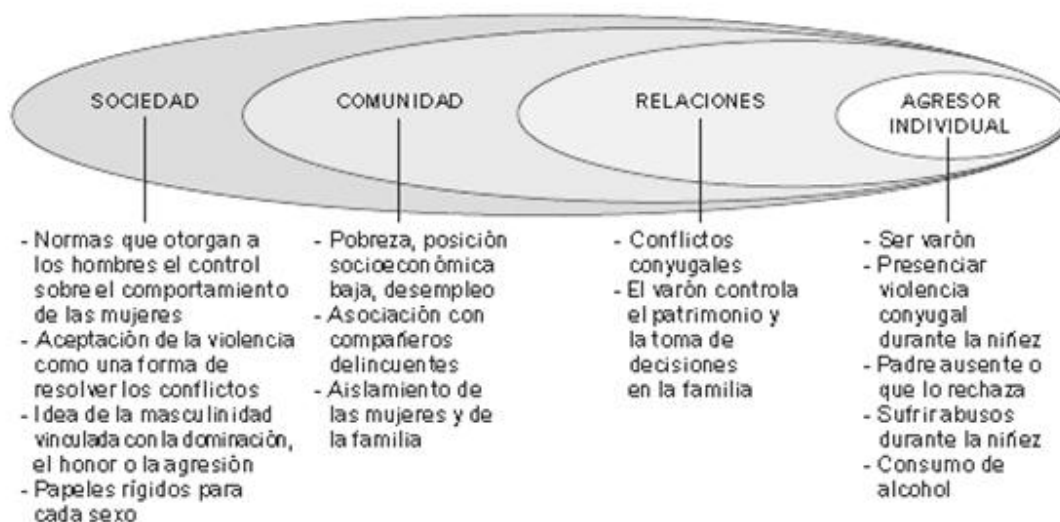 SOCIEDAD
COMUNIDAD
RELACIONES
AGRESOR
INDIVIDUAL
- Normas que otorgan a
los hombres el control
sobre el comportamiento
de las mujeres
- Aceptación de la violencia
como una forma de
resolver los conflictos
- Idea de la masculinidad
vinculada con la dominación,
el honor o la agresión
- Papeles rígidos para
cada sexo
- Pobreza, posición
socioeconómica
baja, desempleo
- Asociación con
compañeros
delincuentes
- Aislamiento de
las mujeres y de
la familia
- Conflictos
conyugales
- El varón controla
el patrimonio y
la toma de
decisiones
en la familia
- Ser varón
- Presenciar
violencia
conyugal
durante la niñez
- Padre ausente o
que lo rechaza
- Sufrir abusos
durante la niñez
- Consumo de
alcohol